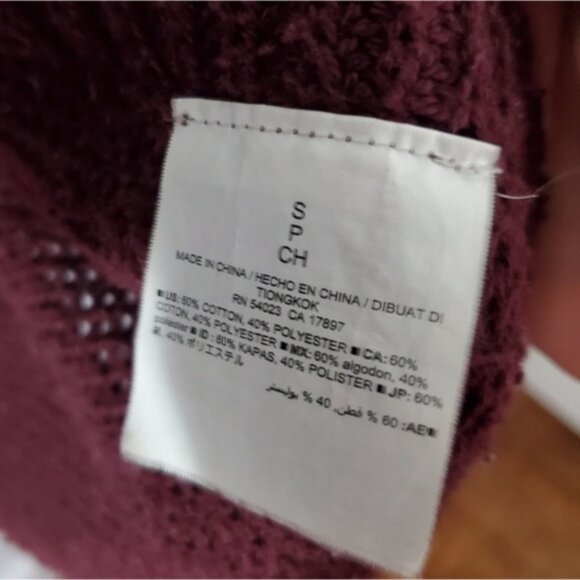 S
P
CH
MADE IN CHINA / HECHO EN CHINA / DIBUAT DI
TIONGKOK
RN 54023 CA 17897
■ US: 60% COTTON, 40% POLYESTER ■ CA: 60%
COTON, 40% POLYESTER ■ MX: 60% algodon, 40%
poliester ■ ID : 60% KAPAS, 40% POLISTER ■ JP: 60%
綿, 40% ポリエステル
■AE: 60 % قطن, 40 % بوليستر